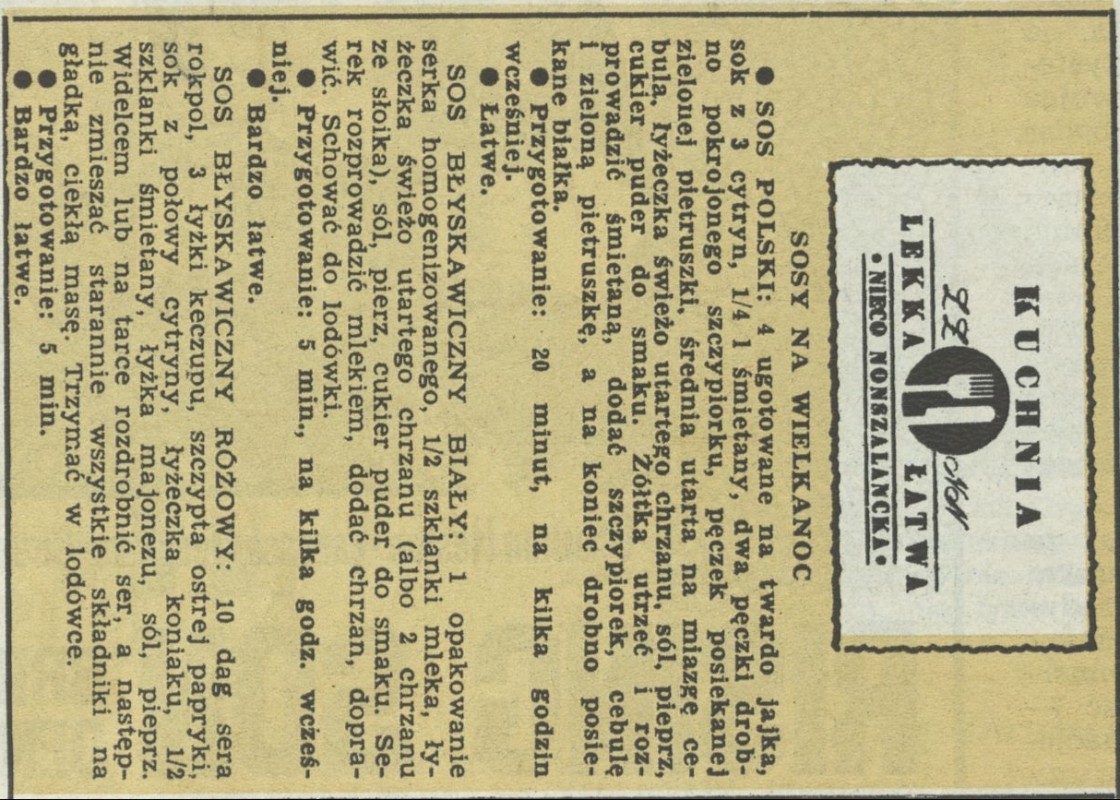 KUCHNIA
LEKKA ŁATWA
• NIECO NONSZALANCKA •
SOSY NA WIELKANOC
● SOS POLSKI: 4 ugotowane na twardo jajka,
sok z 3 cytryn, 1/4 l śmietany, dwa pęczki drob-
no pokrojonego szczypiorku, pęczek posiekanej
zielonej pietruszki, średnia utarta na miazgę ce-
bula, łyżeczka świeżo utartego chrzanu, sól, pieprz,
cukier puder do smaku. Żółtka utrzeć i roz-
prowadzić śmietaną, dodać szczypiorek, cebulę
i zieloną pietruszkę, a na koniec drobno posie-
kane białka.
● Przygotowanie: 20 minut, na kilka godzin
wcześniej.
● Łatwe.
SOS BŁYSKAWICZNY BIAŁY: 1 opakowanie
serka homogenizowanego, 1/2 szklanki mleka, ły-
żeczka świeżo utartego chrzanu (albo 2 chrzanu
ze słoika), sól, pierz, cukier puder do smaku. Se-
rek rozprowadzić mlekiem, dodać chrzan, dopra-
wić. Schować do lodówki.
● Przygotowanie: 5 min., na kilka godz. wcześ-
niej.
● Bardzo łatwe.
SOS BŁYSKAWICZNY RÓŻOWY: 10 dag sera
rokpol, 3 łyżki keczupu, szczypta ostrej papryki,
sok z połowy cytryny, łyżeczka koniaku, 1/2
szklanki śmietany, łyżka majonezu, sól, pieprz.
Widelcem lub na tarce rozdrobnić ser, a następ-
nie zmieszać starannie wszystkie składniki na
gładką, ciekłą masę. Trzymać w lodówce.
● Przygotowanie: 5 min.
● Bardzo łatwe.